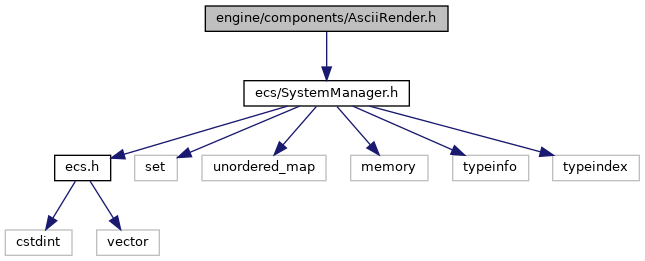 engine/components/AsciiRender.h
ecs/SystemManager.h
ecs.h
set
unordered_map
memory
typeinfo
typeindex
cstdint
vector